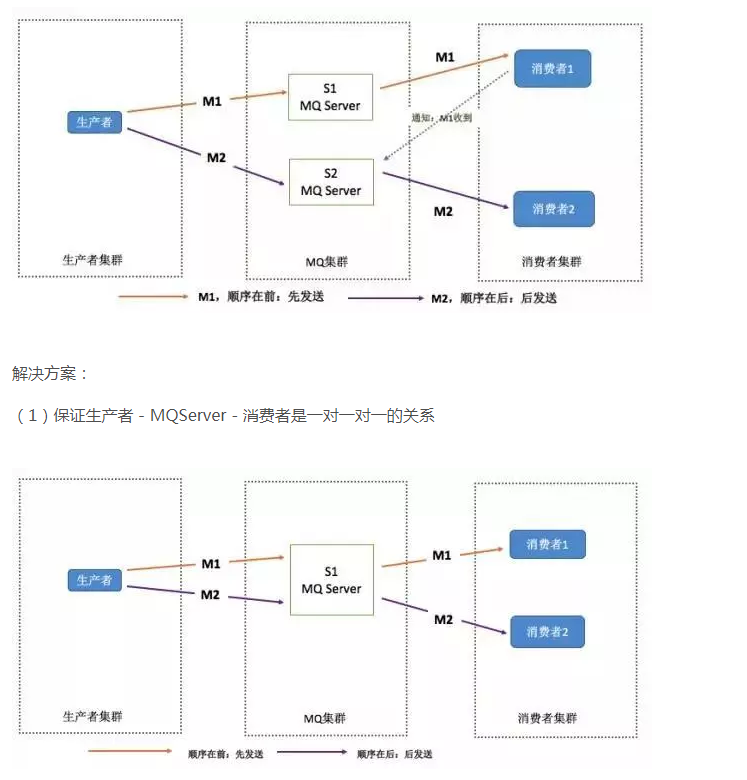 M1
消费者1
S1
MQ Server
M1
通知：M1收到
生产者
M2
S2
MQ Server
M2
消费者2
生产者集群
MQ集群
消费者集群
M1，顺序在前：先发送
M2，顺序在后：后发送
解决方案：
（1）保证生产者 - MQServer - 消费者是一对一对一的关系
M1
消费者1
M1
S1
MQ Server
生产者
M2
M2
消费者2
生产者集群
MQ集群
消费者集群
顺序在前：先发送
顺序在后：后发送